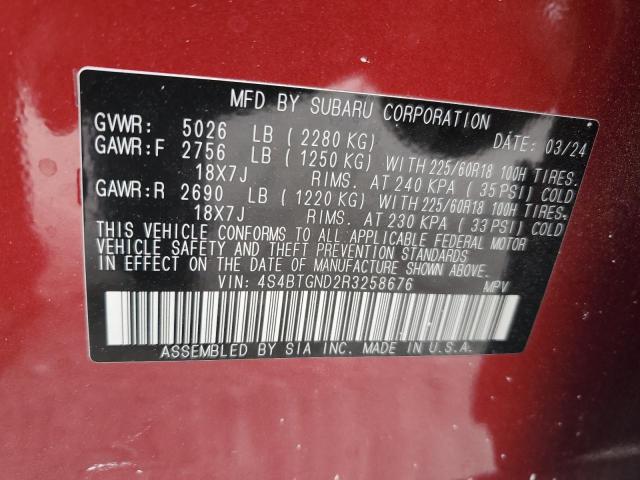 MFD BY SUBARU CORPORATION
GVWR: 5026 LB ( 2280 KG) DATE: 03/24
GAWR:F 2756 LB ( 1250 KG) WITH 225/60R18 100H TIRES.
18X7J RIMS. AT 240 KPA ( 35 PSI) COLD
GAWR:R 2690 LB ( 1220 KG) WITH 225/60R18 100H TIRES.
18X7J RIMS. AT 230 KPA ( 33 PSI) COLD
THIS VEHICLE CONFORMS TO ALL APPLICABLE FEDERAL MOTOR
VEHICLE SAFETY AND THEFT PREVENTION STANDARDS
IN EFFECT ON THE DATE OF MANUFACTURE SHOWN ABOVE.
VIN: 4S4BTGND2R3258676 MPV
ASSEMBLED BY SIA INC. MADE IN U.S.A.